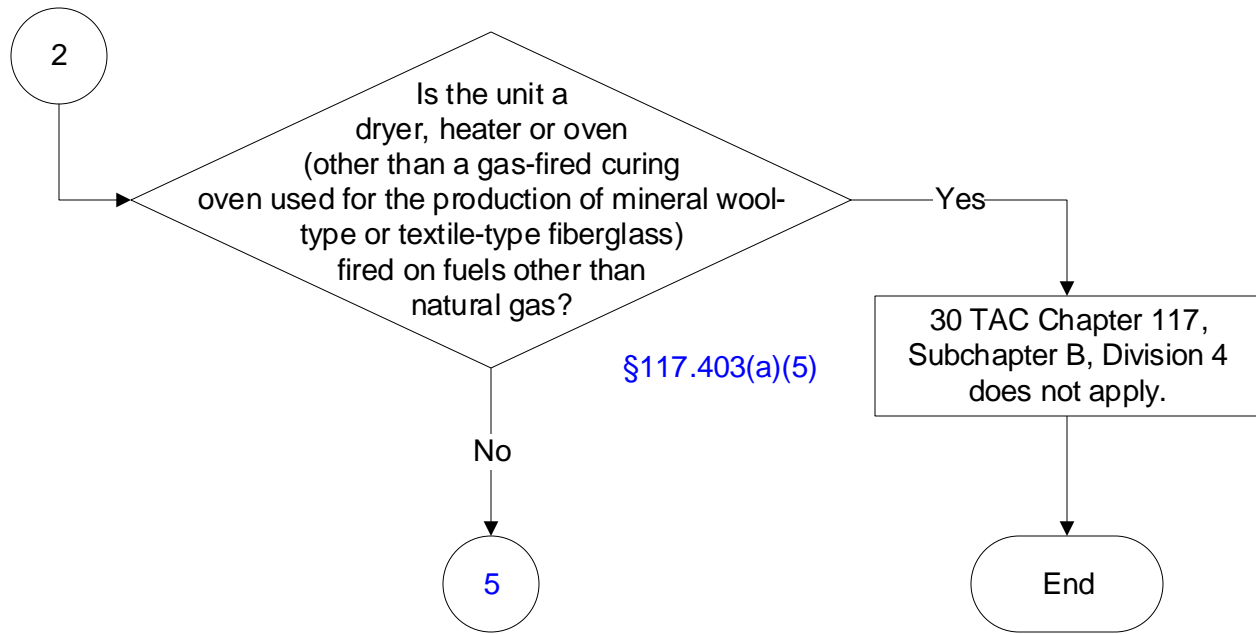 2
Is the unit a
dryer, heater or oven
(other than a gas-fired curing
oven used for the production of mineral wool-
type or textile-type fiberglass)
fired on fuels other than
natural gas?
Yes
30 TAC Chapter 117,
Subchapter B, Division 4
does not apply.
§117.403(a)(5)
No
5
End